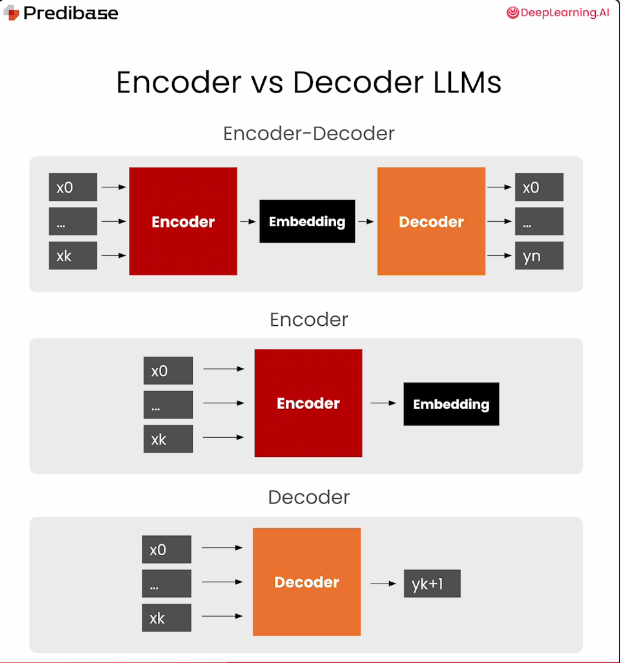 Predibase
DeepLearning.AI
Encoder vs Decoder LLMs
Encoder-Decoder
x0
...
xk
Encoder
Embedding
Decoder
x0
...
yn
Encoder
x0
...
xk
Encoder
Embedding
Decoder
x0
...
xk
Decoder
yk+1